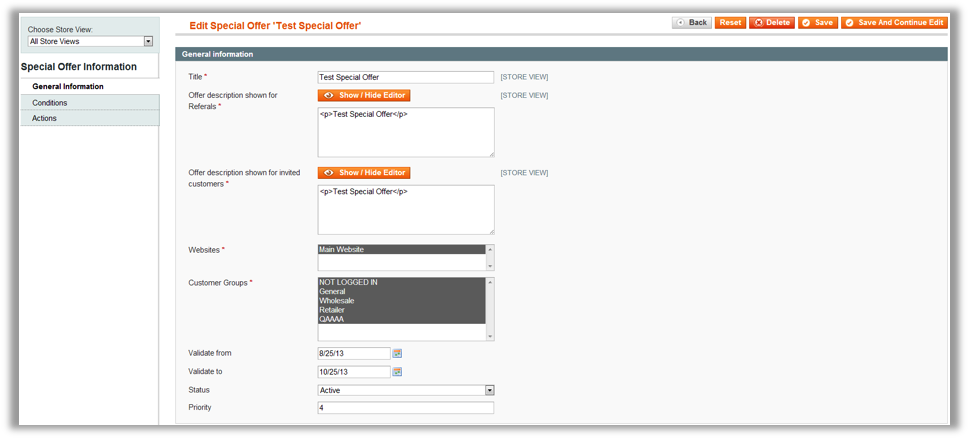 Choose Store View:
All Store Views
Special Offer Information
General Information
Conditions
Actions
Edit Special Offer 'Test Special Offer'
Back
Reset
Delete
Save
Save And Continue Edit
General information
Title *
Test Special Offer
[STORE VIEW]
Offer description shown for
Referals *
Show / Hide Editor
[STORE VIEW]
<p>Test Special Offer</p>
Offer description shown for invited
customers *
Show / Hide Editor
[STORE VIEW]
<p>Test Special Offer</p>
Websites *
Main Website
Customer Groups *
NOT LOGGED IN
General
Wholesale
Retailer
QAAAA
Validate from
8/25/13
Validate to
10/25/13
Status
Active
Priority
4